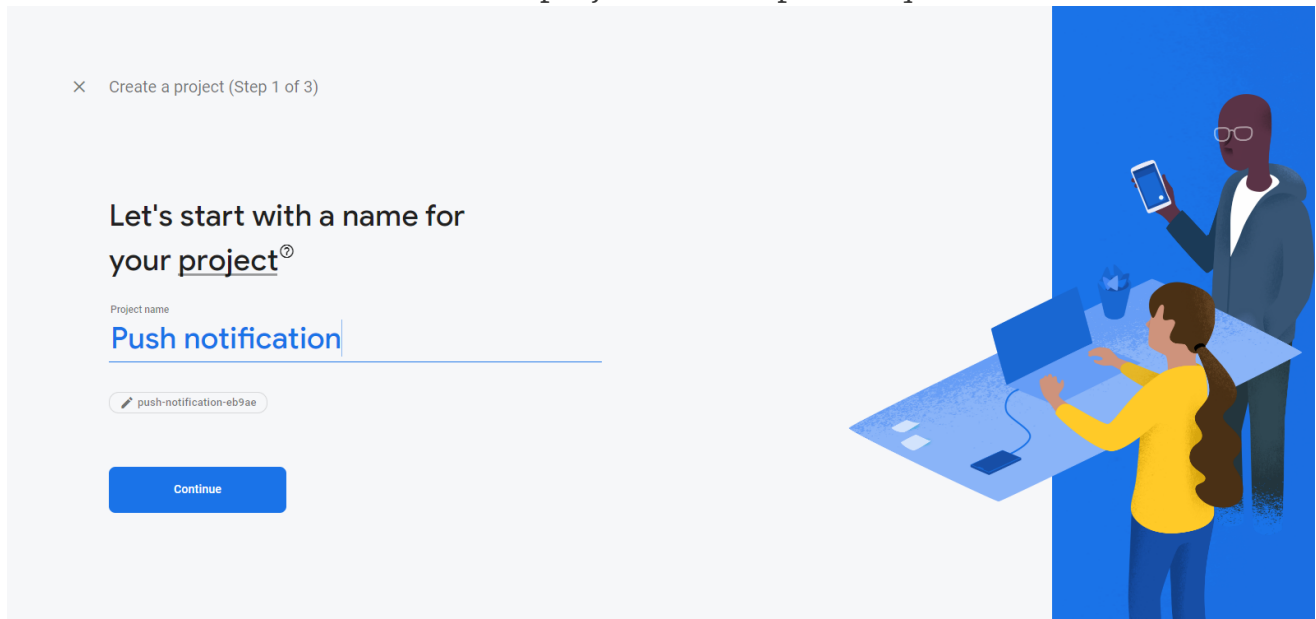 Create a project (Step 1 of 3)
Let's start with a name for
your project
Project name
Push notification
push-notification-eb9ae
Continue